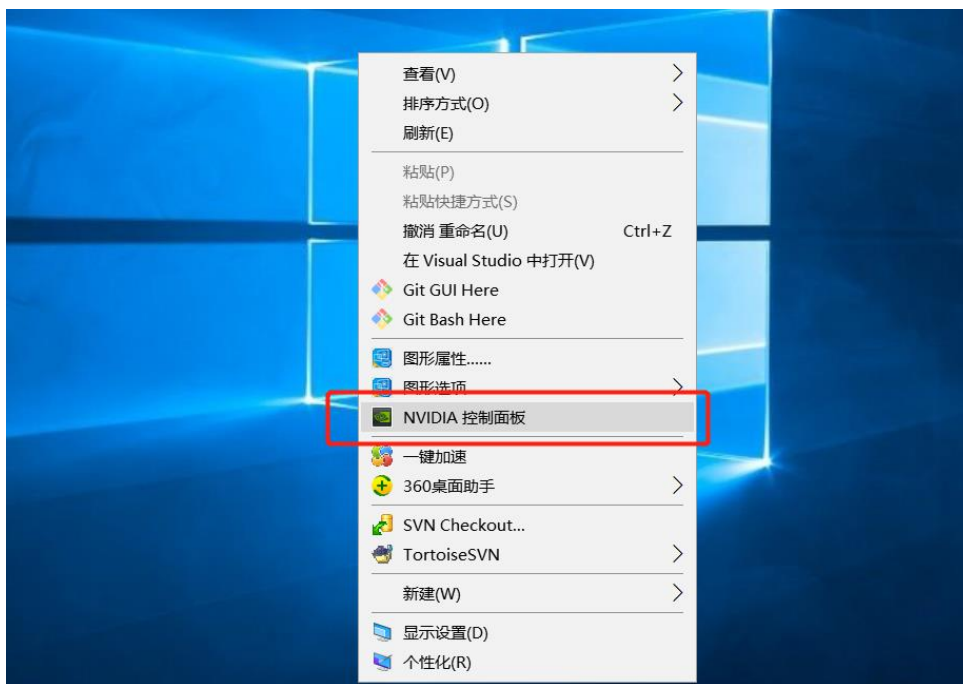 查看(V)
排序方式(O)
刷新(E)
粘贴(P)
粘贴快捷方式(S)
撤消 重命名(U) Ctrl+Z
在 Visual Studio 中打开(V)
Git GUI Here
Git Bash Here
图形属性......
图形选项
NVIDIA 控制面板
一键加速
360桌面助手
SVN Checkout...
TortoiseSVN
新建(W)
显示设置(D)
个性化(R)